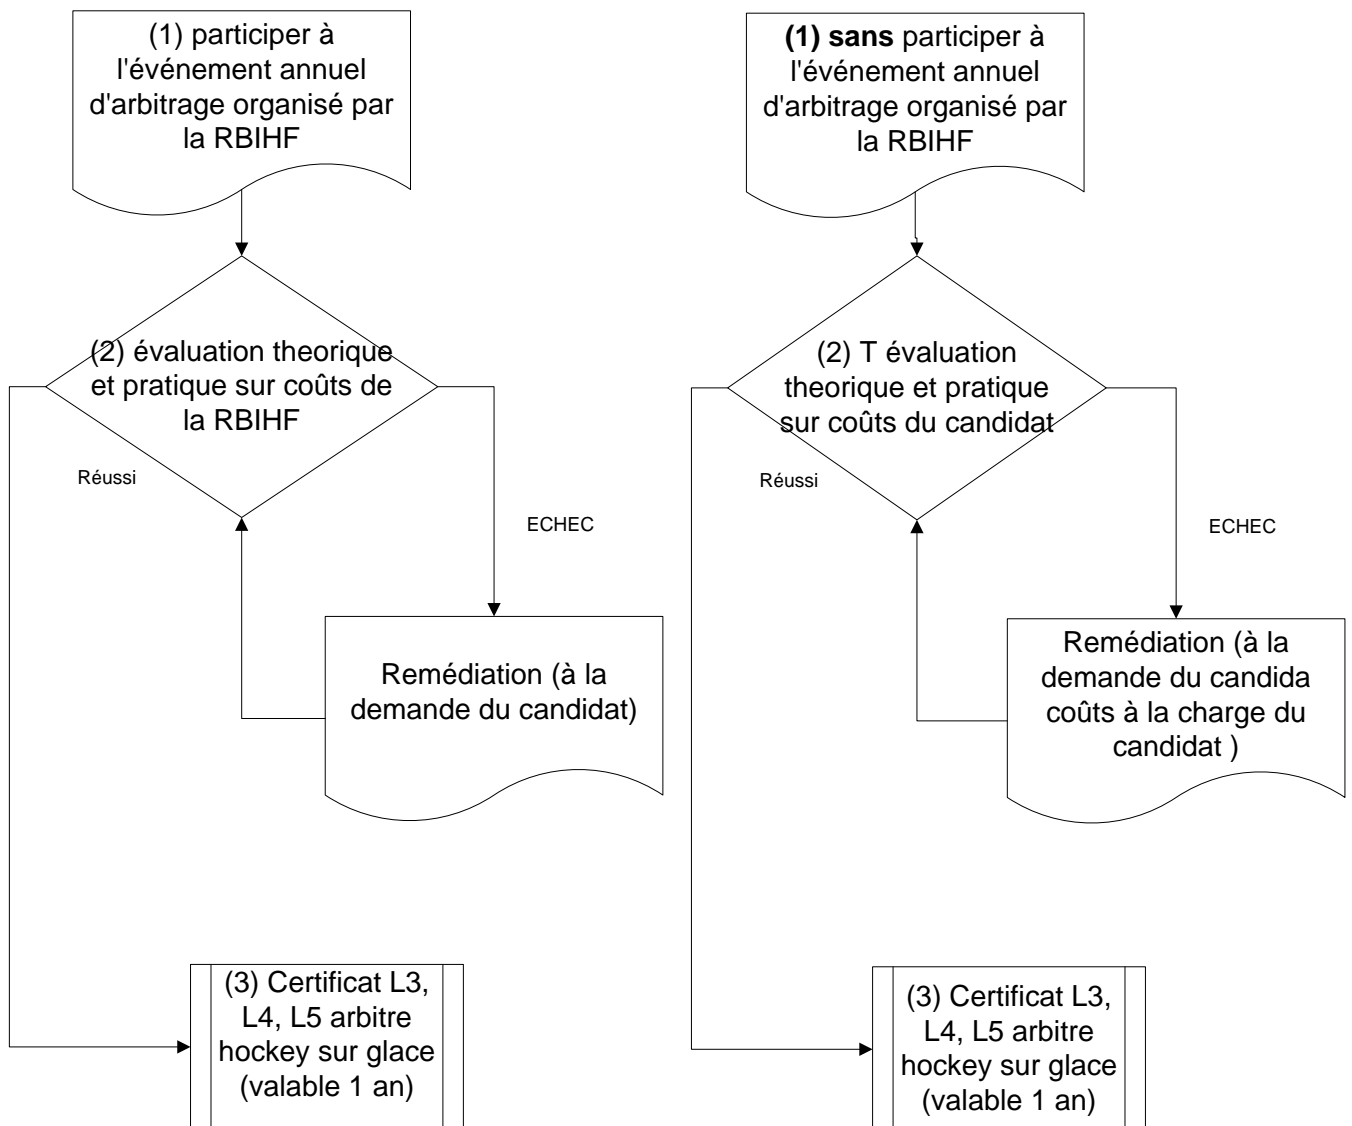 (1) participer à
l'événement annuel
d'arbitrage organisé par
la RBIHF
(2) évaluation theorique
et pratique sur coûts de
la RBIHF
Réussi
ECHEC
Remédiation (à la
demande du candidat)
(3) Certificat L3,
L4, L5 arbitre
hockey sur glace
(valable 1 an)
(1) sans participer à
l'événement annuel
d'arbitrage organisé par
la RBIHF
(2) T évaluation
theorique et pratique
sur coûts du candidat
Réussi
ECHEC
Remédiation (à la
demande du candida
coûts à la charge du
candidat )
(3) Certificat L3,
L4, L5 arbitre
hockey sur glace
(valable 1 an)